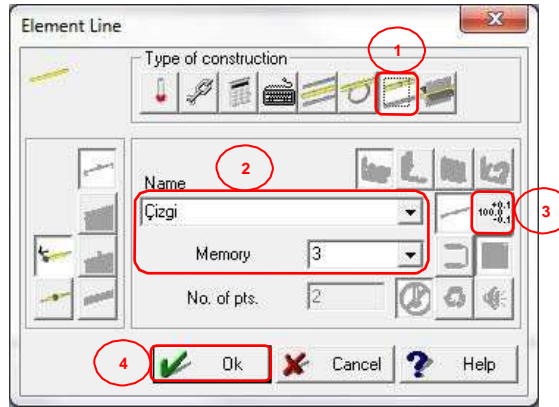 Element Line
Type of construction
1
2
Name
Çizgi
+0.1
100.0
-0.1
3
Memory 3
No. of pts. 2
4
Ok Cancel ? Help